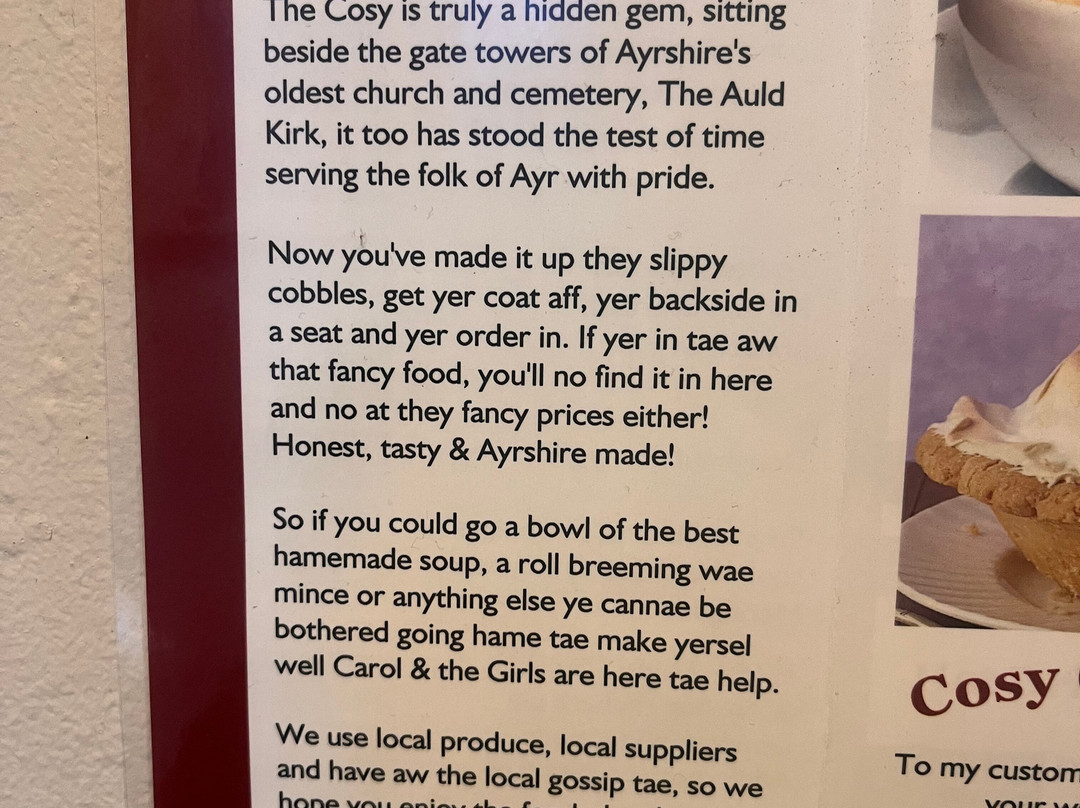 The Cosy is truly a hidden gem, sitting
beside the gate towers of Ayrshire's
oldest church and cemetery, The Auld
Kirk, it too has stood the test of time
serving the folk of Ayr with pride.
Now you've made it up they slippy
cobbles, get yer coat aff, yer backside in
a seat and yer order in. If yer in tae aw
that fancy food, you'll no find it in here
and no at they fancy prices either!
Honest, tasty & Ayrshire made!
So if you could go a bowl of the best
hamemade soup, a roll breeming wae
mince or anything else ye cannae be
bothered going hame tae make yersel
well Carol & the Girls are here tae help.
We use local produce, local suppliers
and have aw the local gossip tae, so we
hope you enjoy the
Cosy
To my custom
your